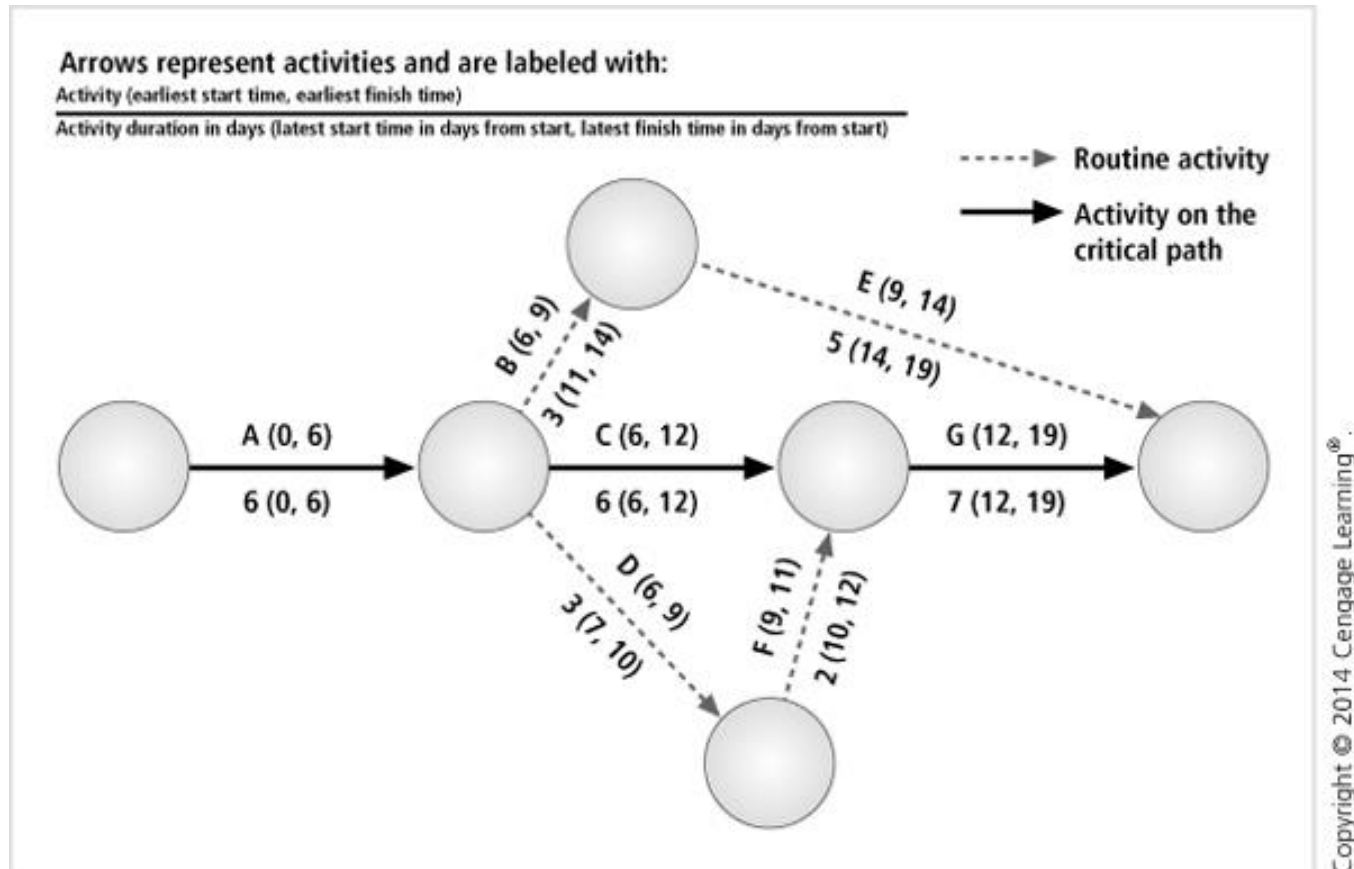 Arrows represent activities and are labeled with:
Activity (earliest start time, earliest finish time)
Activity duration in days (latest start time in days from start, latest finish time in days from start)
Routine activity
Activity on the
critical path
B (6, 9)
3 (11, 14)
E (9, 14)
5 (14, 19)
A (0, 6)
6 (0, 6)
C (6, 12)
6 (6, 12)
G (12, 19)
7 (12, 19)
D (6, 9)
3 (7, 10)
F (9, 11)
2 (10, 12)
Copyright © 2014 Cengage Learning®.